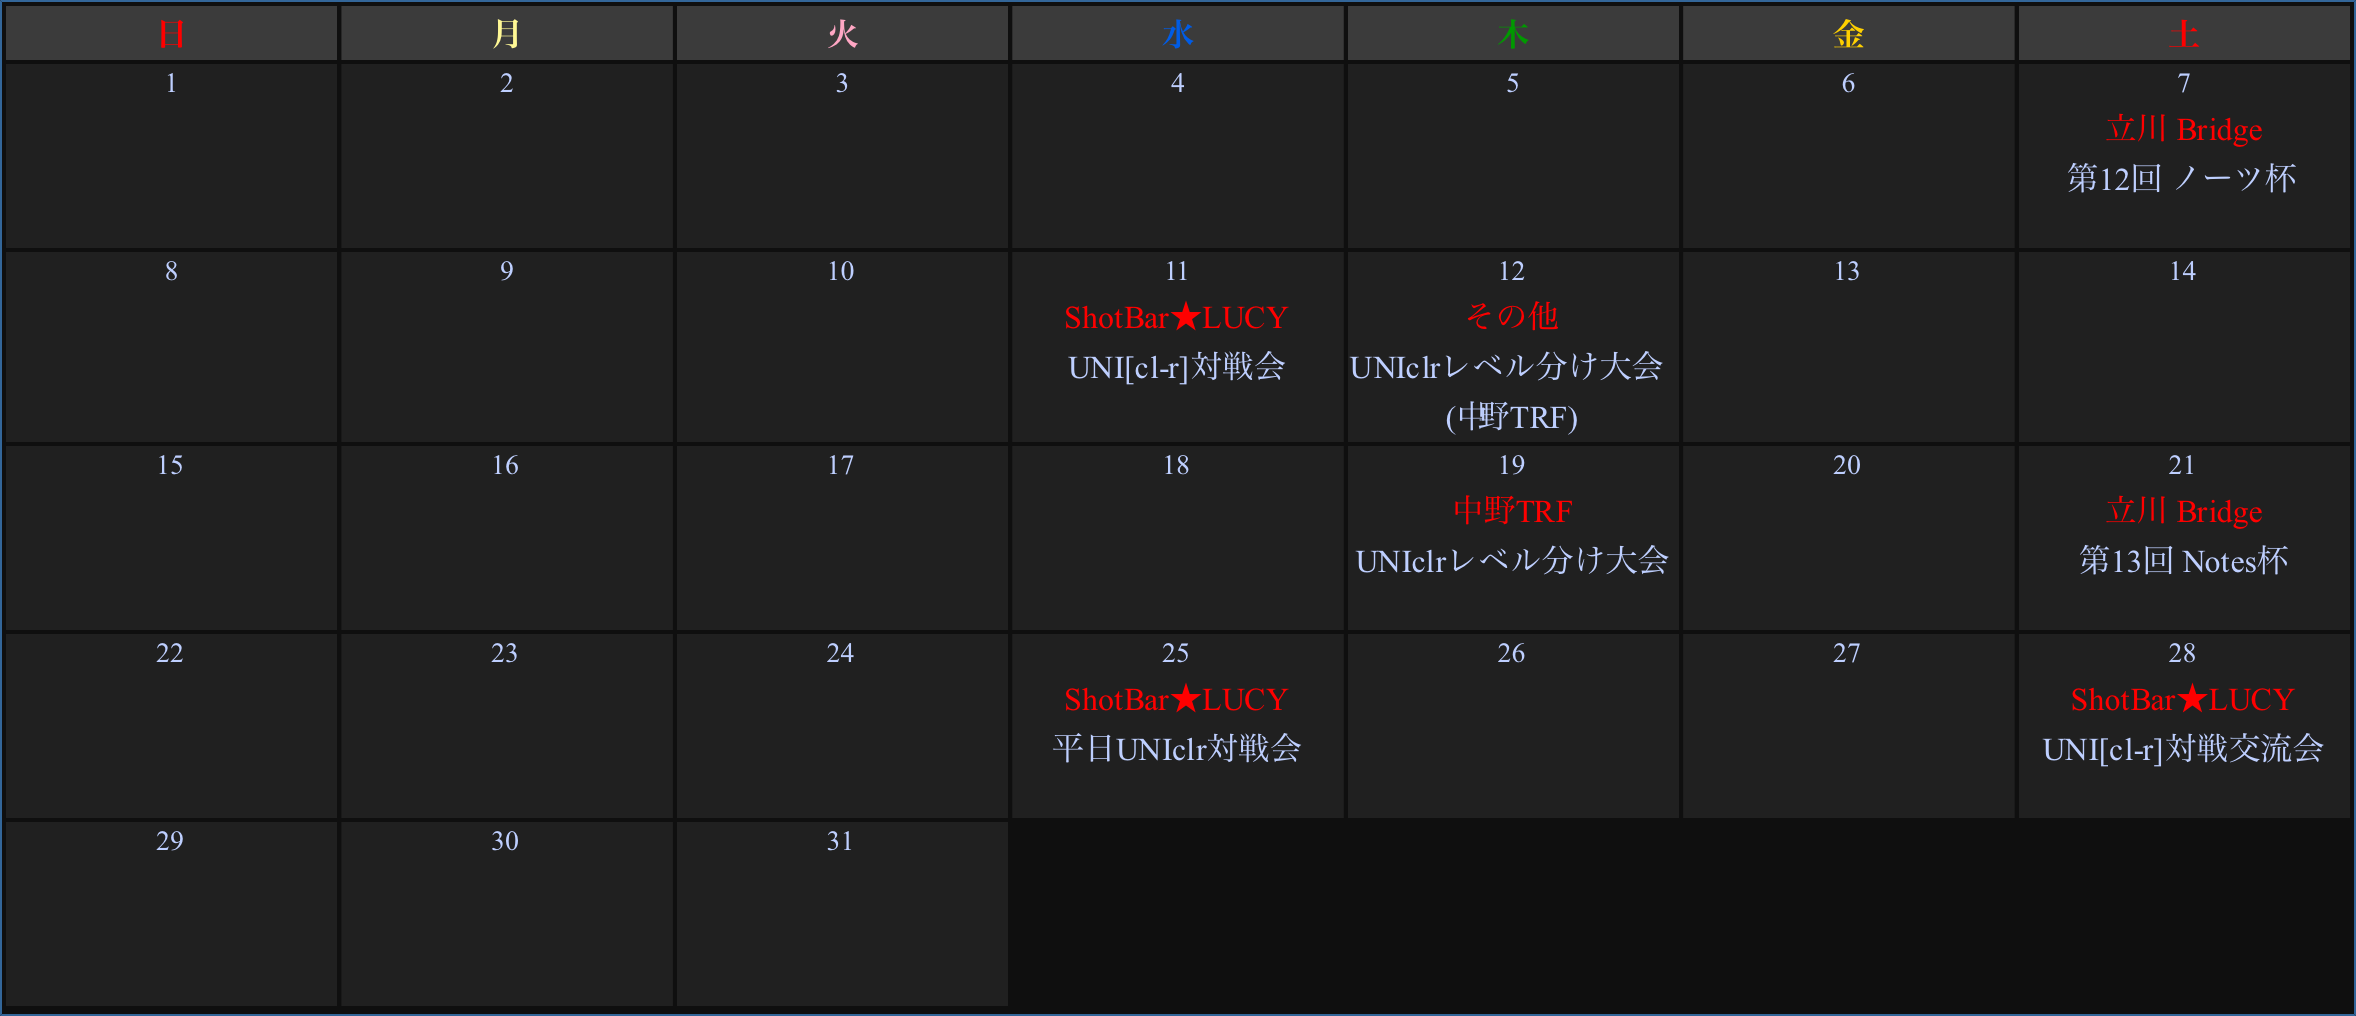 日 月 火 水 木 金 土
1 2 3 4 5 6 7
立川 Bridge
第12回 ノーツ杯
8 9 10 11 12 13 14
ShotBar★LUCY その他
UNI[cl-r]対戦会 UNIclrレベル分け大会
(中野TRF)
15 16 17 18 19 20 21
中野TRF 立川 Bridge
UNIclrレベル分け大会 第13回 Notes杯
22 23 24 25 26 27 28
ShotBar★LUCY ShotBar★LUCY
平日UNIclr対戦会 UNI[cl-r]対戦交流会
29 30 31